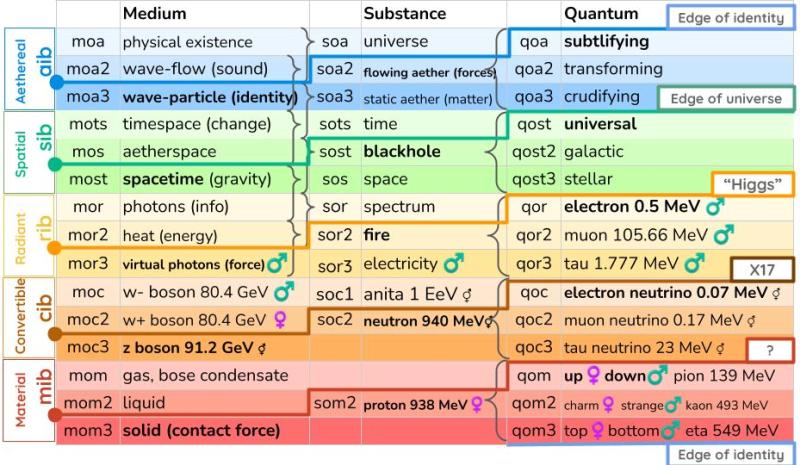 Medium Substance Quantum
Edge of identity
Aethereal aib
moa physical existence soa universe qoa subtlifying
moa2 wave-flow (sound) soa2 flowing aether (forces) qoa2 transforming
moa3 wave-particle (identity) soa3 static aether (matter) qoa3 crudifying
Edge of universe
Spatial sib
mots timespace (change) sots time qost universal
mos aetherspace sost blackhole qost2 galactic
most spacetime (gravity) sos space qost3 stellar
"Higgs"
Radiant rib
mor photons (info) sor spectrum qor electron 0.5 MeV ♂
mor2 heat (energy) sor2 fire qor2 muon 105.66 MeV ♂
mor3 virtual photons (force) ♂ sor3 electricity ♂ qor3 tau 1.777 MeV ♂
X17
Convertible cib
moc w- boson 80.4 GeV ♂ soc1 anita 1 EeV ⚥ qoc electron neutrino 0.07 MeV ⚥
moc2 w+ boson 80.4 GeV ♀ soc2 neutron 940 MeV ⚥ qoc2 muon neutrino 0.17 MeV ⚥
moc3 z boson 91.2 GeV ⚥ qoc3 tau neutrino 23 MeV ⚥
?
Material mib
mom gas, bose condensate qom up ♀ down ♂ pion 139 MeV
mom2 liquid som2 proton 938 MeV ♀ qom2 charm ♀ strange ♂ kaon 493 MeV
mom3 solid (contact force) qom3 top ♀ bottom ♂ eta 549 MeV
Edge of identity